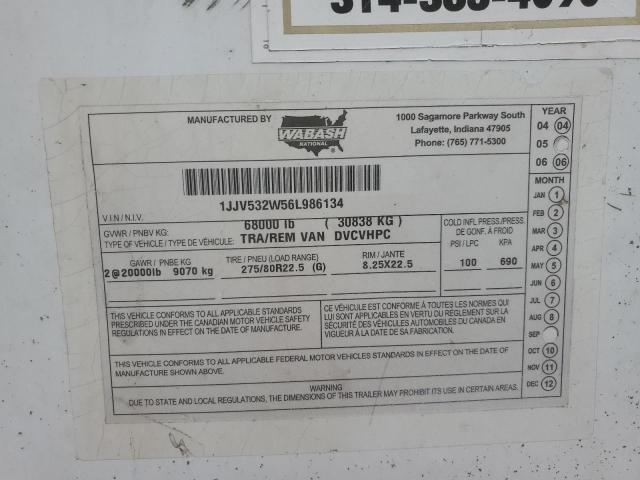 MANUFACTURED BY
WABASH
NATIONAL
1000 Sagamore Parkway South
Lafayette, Indiana 47905
Phone: (765) 771-5300
YEAR
04 04
05
06 06
1JJV532W56L986134
V.I.N / N.I.V.
GVWR / PNBV KG: 68000 lb ( 30838 KG )
TYPE OF VEHICLE / TYPE DE VÉHICULE: TRA/REM VAN DVCVHPC
COLD INFL PRESS./PRESS.
DE GONF. À FROID
PSI / LPC KPA
100 690
GAWR / PNBE KG
2@20000lb 9070 kg
TIRE / PNEU (LOAD RANGE)
275/80R22.5 (G)
RIM / JANTE
8.25X22.5
THIS VEHICLE CONFORMS TO ALL APPLICABLE STANDARDS
PRESCRIBED UNDER THE CANADIAN MOTOR VEHICLE SAFETY
REGULATIONS IN EFFECT ON THE DATE OF MANUFACTURE.
CE VÉHICULE EST CONFORME À TOUTES LES NORMES QUI
LUI SONT APPLICABLES EN VERTU DU RÉGLEMENT SUR LA
SÉCURITÉ DES VÉHICULES AUTOMOBILES DU CANADA EN
VIGUEUR À LA DATE DE SA FABRICATION.
THIS VEHICLE CONFORMS TO ALL APPLICABLE FEDERAL MOTOR VEHICLES STANDARDS IN EFFECT ON THE DATE OF
MANUFACTURE SHOWN ABOVE.
WARNING
DUE TO STATE AND LOCAL REGULATIONS, THE DIMENSIONS OF THIS TRAILER MAY PROHIBIT ITS USE IN CERTAIN AREAS.
MONTH
JAN 1
FEB 2
MAR 3
APR 4
MAY 5
JUN 6
JUL 7
AUG 8
SEP
OCT 10
NOV 11
DEC 12